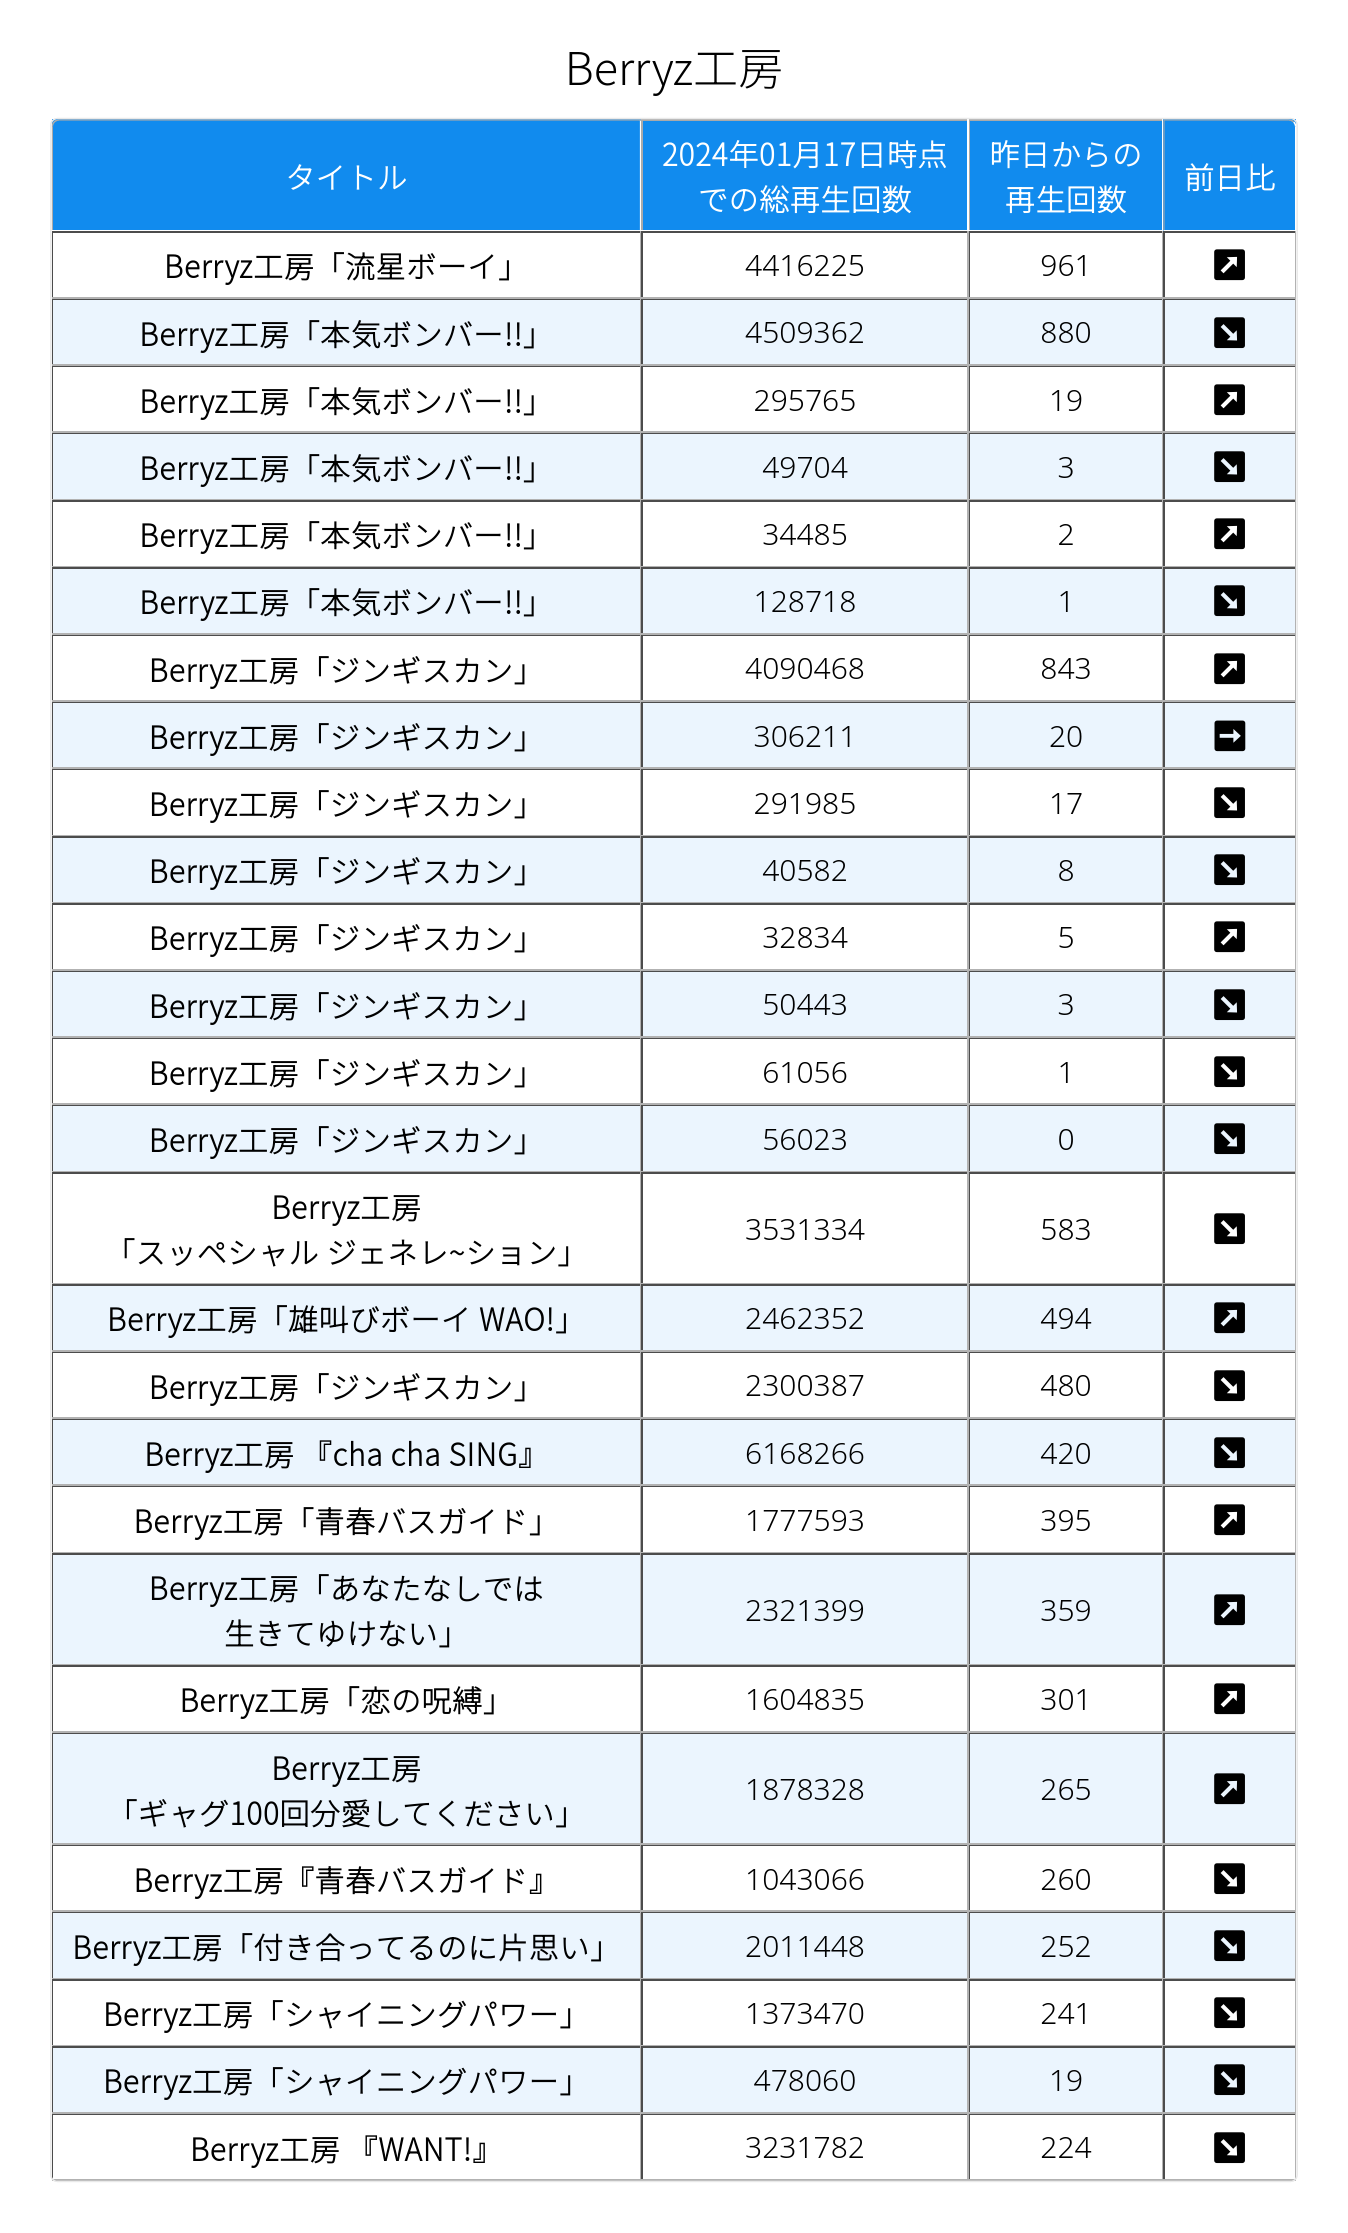 Berryz工房
タイトル
2024年01月17日時点
での総再生回数
昨日からの
再生回数
前日比
Berryz工房「流星ボーイ」 4416225 961 ↗
Berryz工房「本気ボンバー!!」 4509362 880 ↘
Berryz工房「本気ボンバー!!」 295765 19 ↗
Berryz工房「本気ボンバー!!」 49704 3 ↘
Berryz工房「本気ボンバー!!」 34485 2 ↗
Berryz工房「本気ボンバー!!」 128718 1 ↘
Berryz工房「ジンギスカン」 4090468 843 ↗
Berryz工房「ジンギスカン」 306211 20 →
Berryz工房「ジンギスカン」 291985 17 ↘
Berryz工房「ジンギスカン」 40582 8 ↘
Berryz工房「ジンギスカン」 32834 5 ↗
Berryz工房「ジンギスカン」 50443 3 ↘
Berryz工房「ジンギスカン」 61056 1 ↘
Berryz工房「ジンギスカン」 56023 0 ↘
Berryz工房
「スッペシャル ジェネレ~ション」 3531334 583 ↘
Berryz工房「雄叫びボーイ WAO!」 2462352 494 ↗
Berryz工房「ジンギスカン」 2300387 480 ↘
Berryz工房 『cha cha SING』 6168266 420 ↘
Berryz工房「青春バスガイド」 1777593 395 ↗
Berryz工房「あなたなしでは
生きてゆけない」 2321399 359 ↗
Berryz工房「恋の呪縛」 1604835 301 ↗
Berryz工房
「ギャグ100回分愛してください」 1878328 265 ↗
Berryz工房『青春バスガイド』 1043066 260 ↘
Berryz工房「付き合ってるのに片思い」 2011448 252 ↘
Berryz工房「シャイニングパワー」 1373470 241 ↘
Berryz工房「シャイニングパワー」 478060 19 ↘
Berryz工房 『WANT!』 3231782 224 ↘